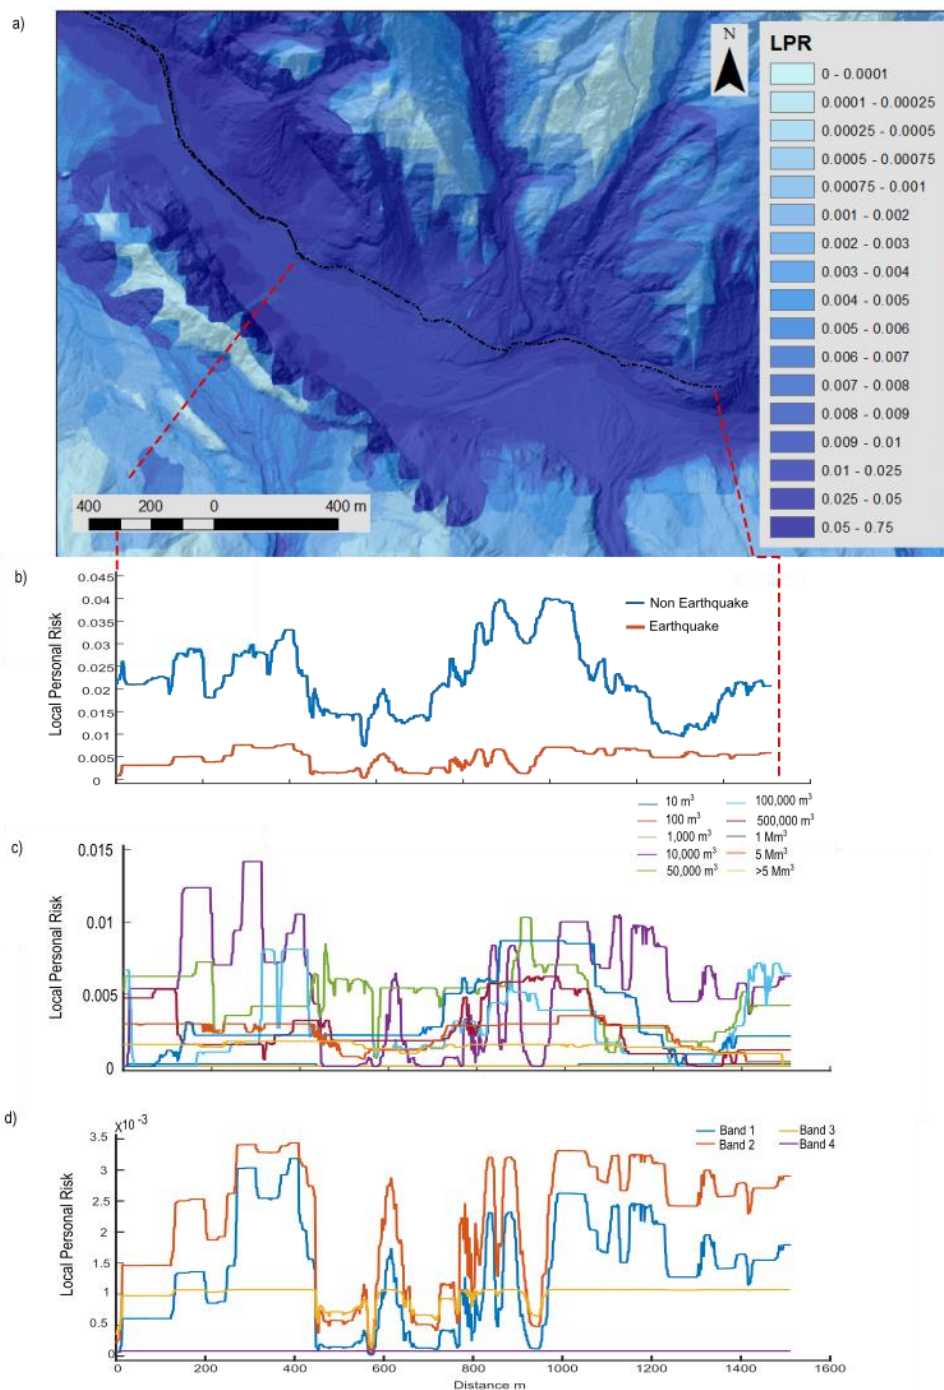 a)
N
LPR
0 - 0.0001
0.0001 - 0.00025
0.00025 - 0.0005
0.0005 - 0.00075
0.00075 - 0.001
0.001 - 0.002
0.002 - 0.003
0.003 - 0.004
0.004 - 0.005
0.005 - 0.006
0.006 - 0.007
0.007 - 0.008
0.008 - 0.009
0.009 - 0.01
0.01 - 0.025
0.025 - 0.05
0.05 - 0.75
400 200 0 400 m
b)
Local Personal Risk
0.045
0.04
0.03
0.025
0.02
0.015
0.01
0.005
0
Non Earthquake
Earthquake
c)
Local Personal Risk
0.015
0.01
0.005
0
10 m³
100 m³
1,000 m³
10,000 m³
50,000 m³
100,000 m³
500,000 m³
1 Mm³
5 Mm³
>5 Mm³
d)
Local Personal Risk
×10⁻³
3.5
3
2.5
2
1.5
1
0.5
0
Band 1
Band 2
Band 3
Band 4
0 200 400 600 800 1000 1200 1400 1600
Distance m